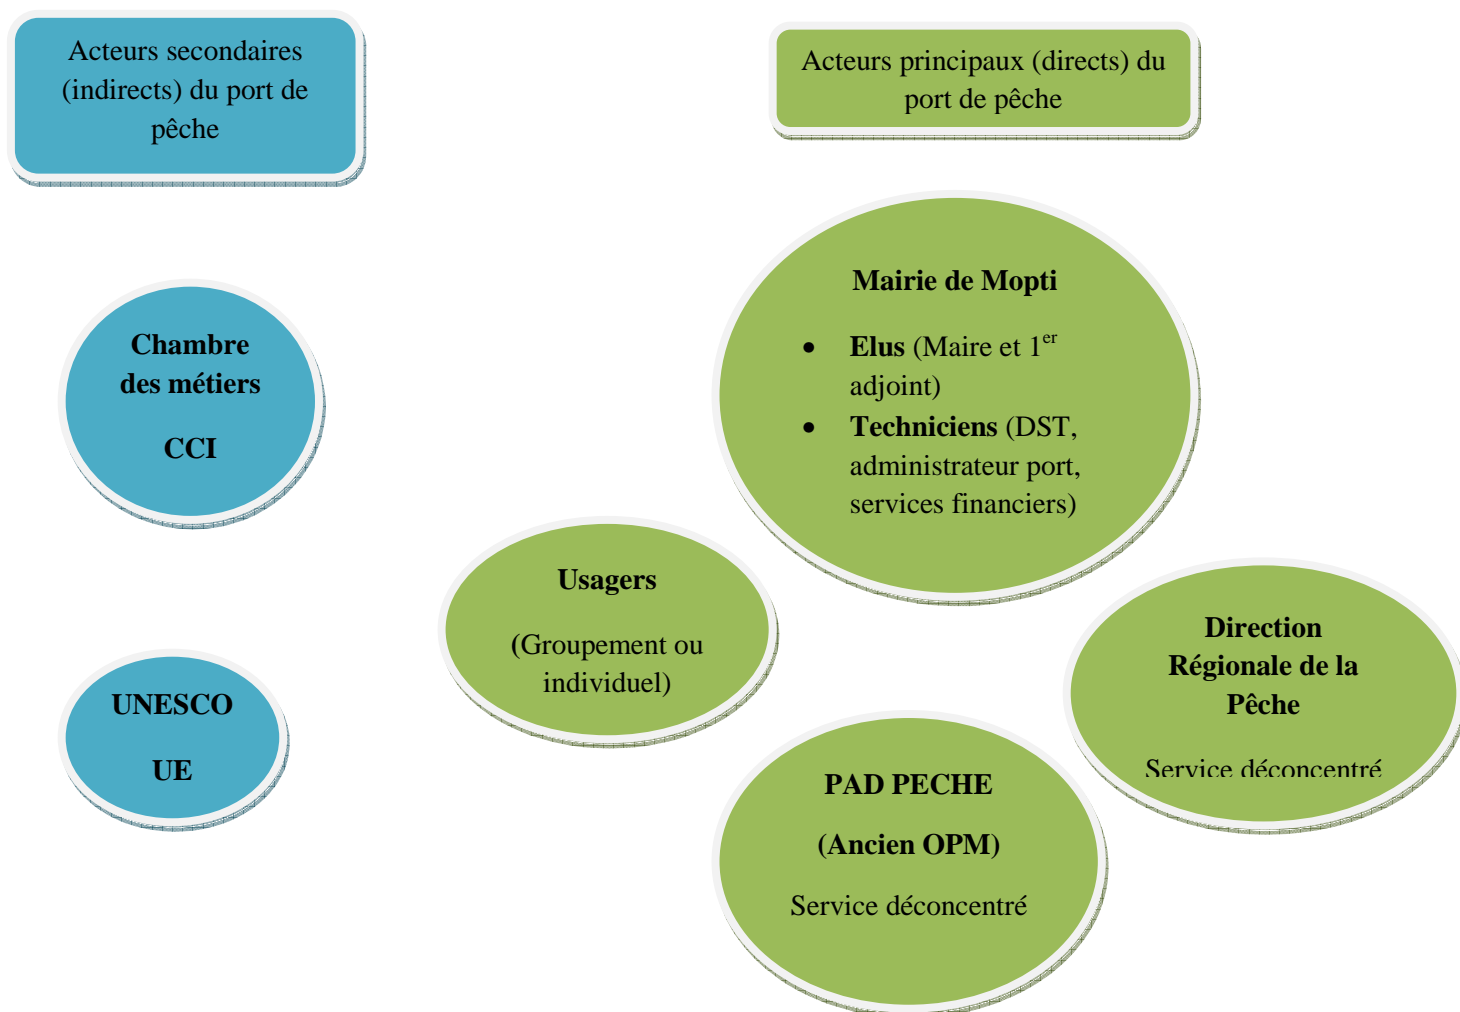 Acteurs secondaires
(indirects) du port de
pêche
Acteurs principaux (directs) du
port de pêche
Chambre
des métiers
CCI
UNESCO
UE
Mairie de Mopti
• Elus (Maire et 1er
adjoint)
• Techniciens (DST,
administrateur port,
services financiers)
Usagers
(Groupement ou
individuel)
Direction
Régionale de la
Pêche
Service déconcentré
PAD PECHE
(Ancien OPM)
Service déconcentré